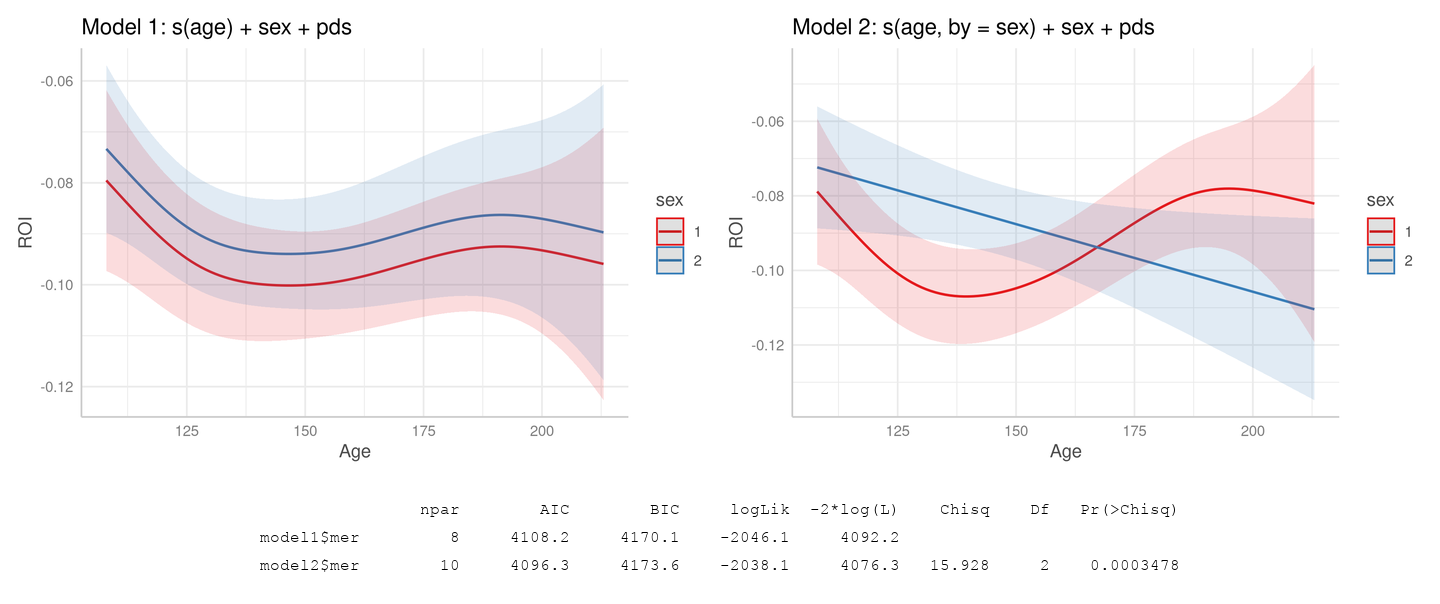 Model 1: s(age) + sex + pds
-0.06
-0.08
-0.10
-0.12
ROI
125 150 175 200
Age
sex
1
2
Model 2: s(age, by = sex) + sex + pds
-0.06
-0.08
-0.10
-0.12
ROI
125 150 175 200
Age
sex
1
2
npar AIC BIC logLik -2*log(L) Chisq Df Pr(>Chisq)
model1$mer 8 4108.2 4170.1 -2046.1 4092.2
model2$mer 10 4096.3 4173.6 -2038.1 4076.3 15.928 2 0.0003478